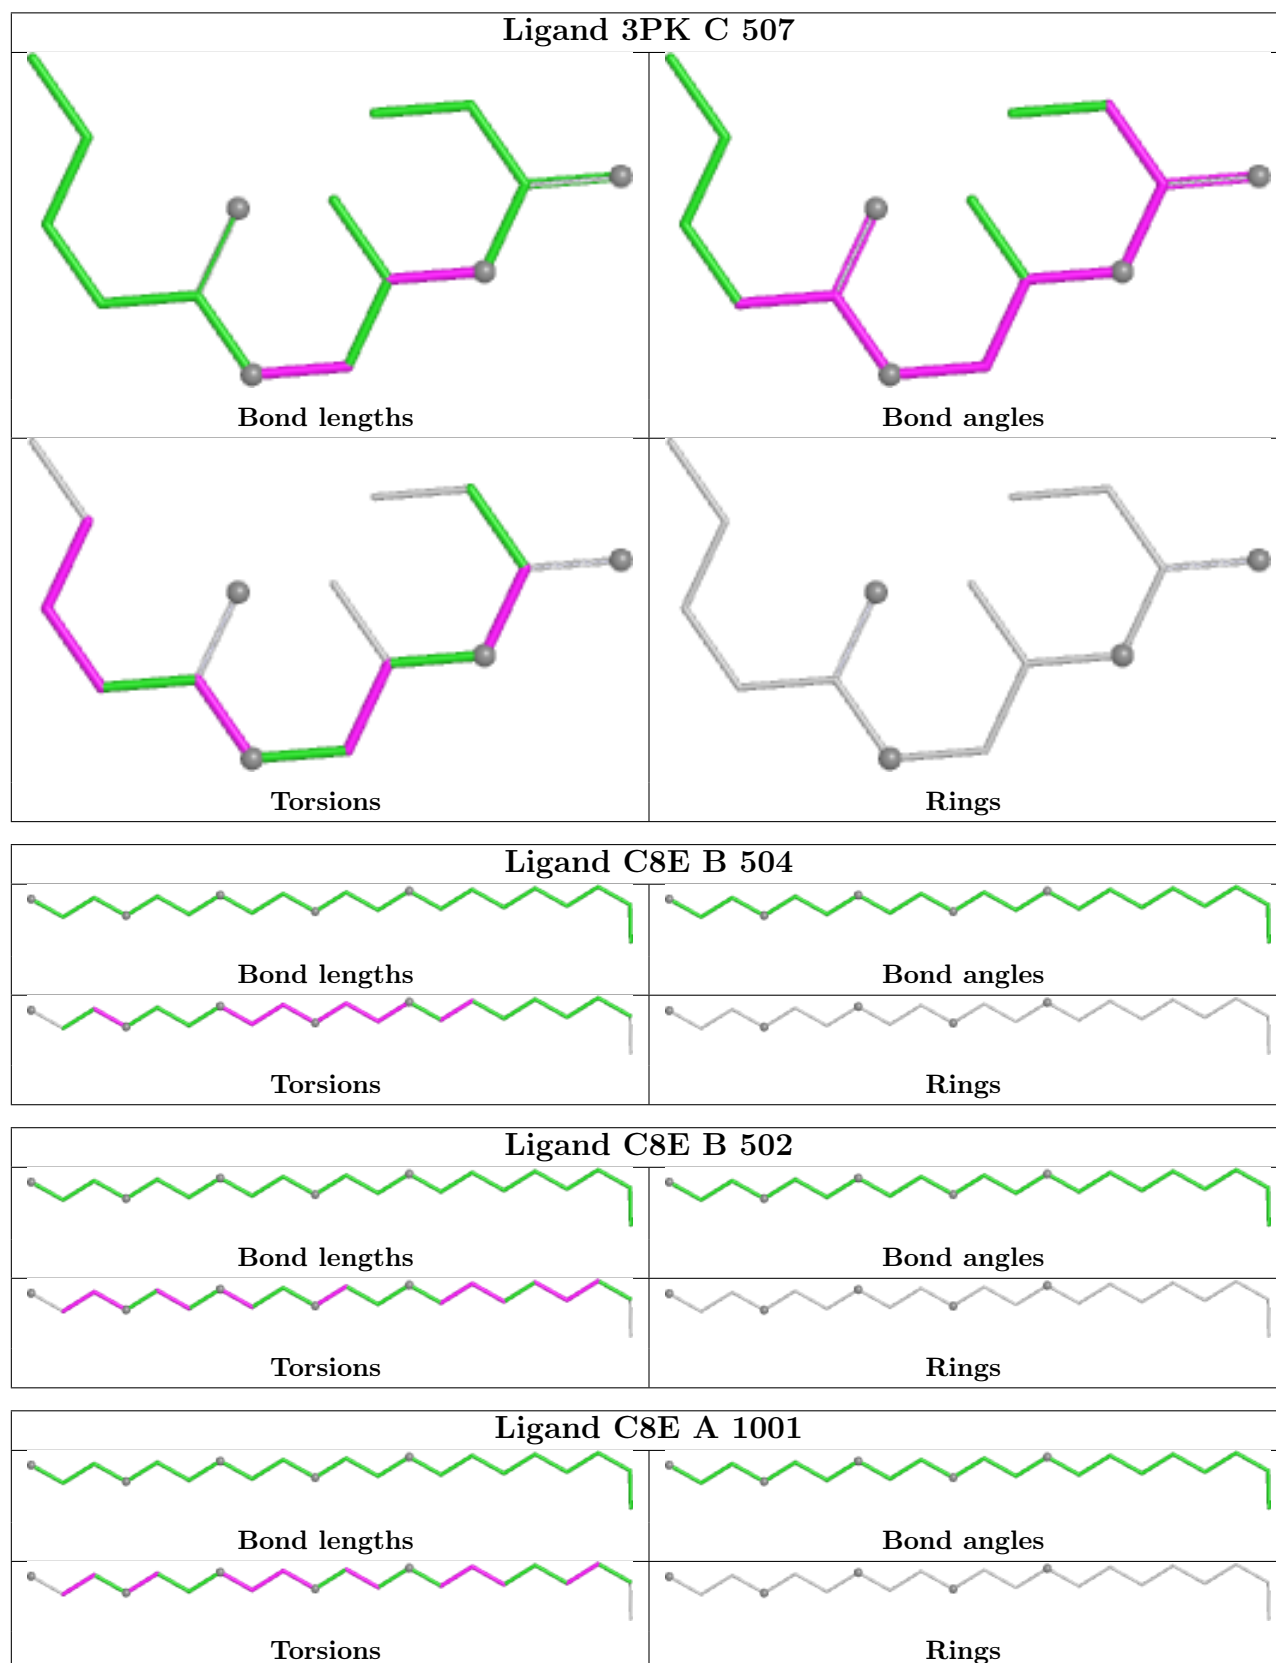 Ligand 3PK C 507
Bond lengths
Bond angles
Torsions
Rings
Ligand C8E B 504
Bond lengths
Bond angles
Torsions
Rings
Ligand C8E B 502
Bond lengths
Bond angles
Torsions
Rings
Ligand C8E A 1001
Bond lengths
Bond angles
Torsions
Rings